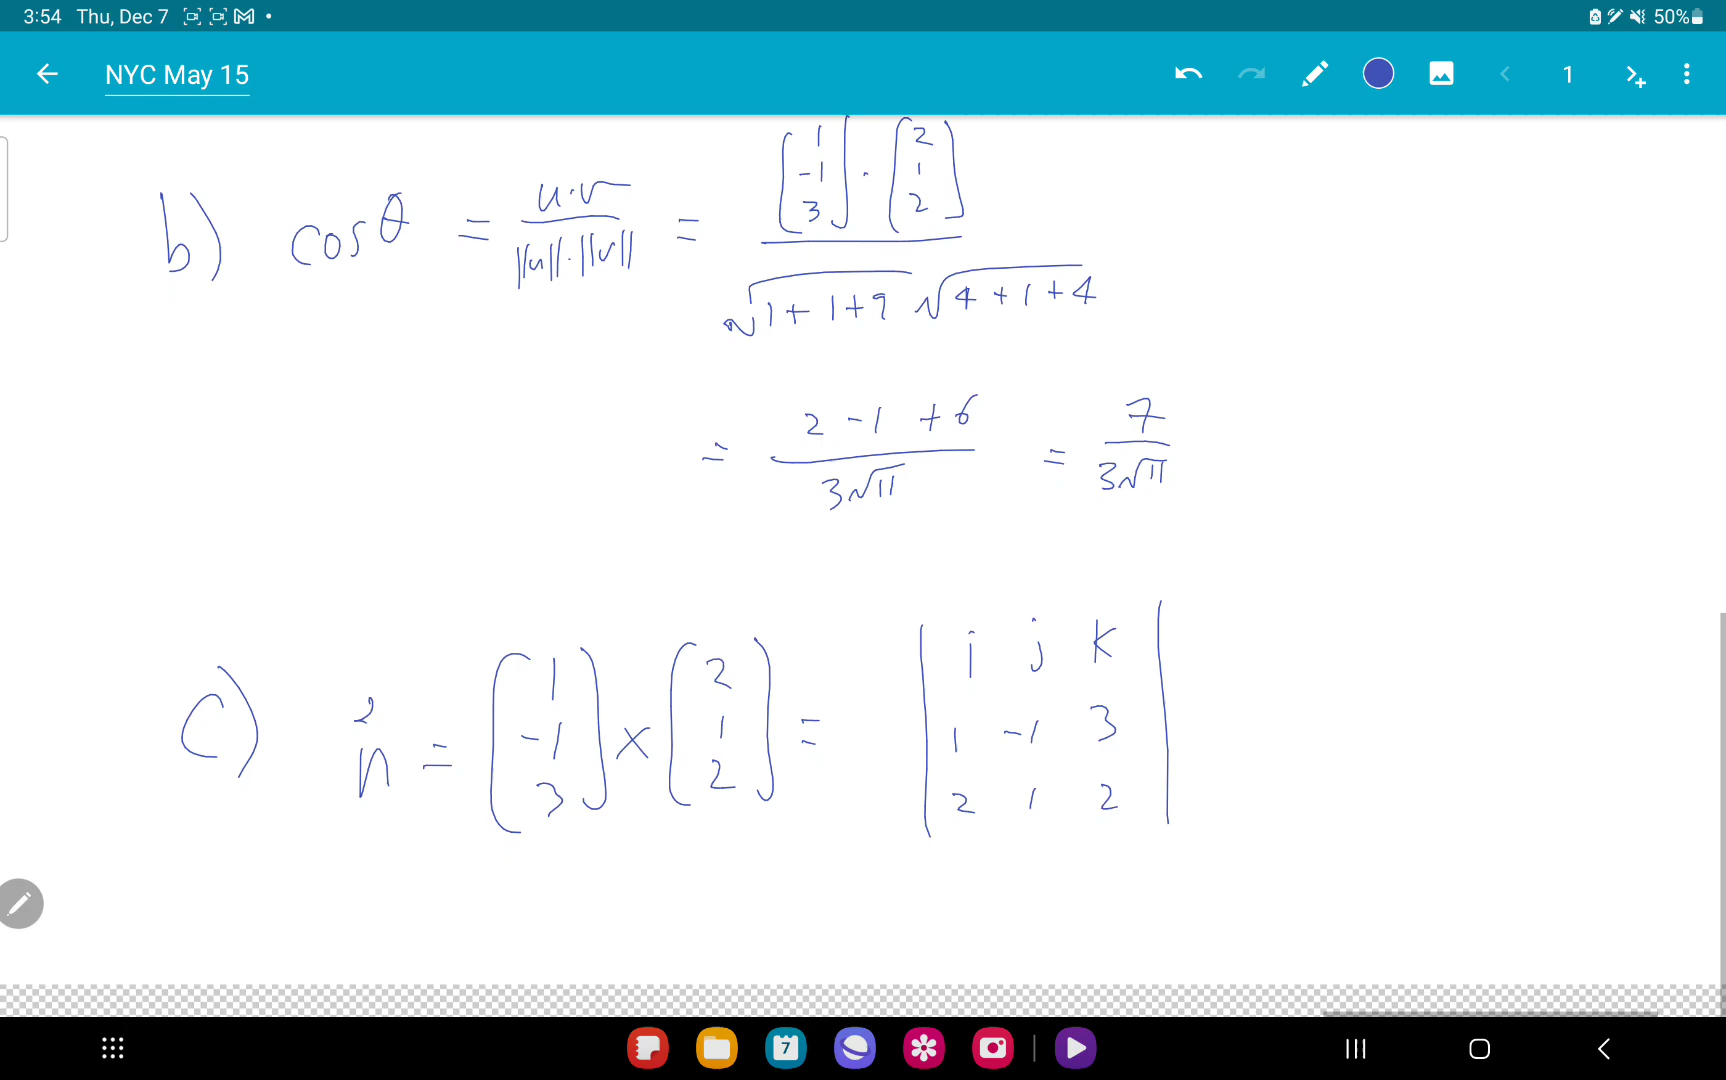 3:54 Thu, Dec 7 50%
NYC May 15 1
b) cos θ = u·v / ||u||·||v|| = [1 -1 3] · [2 1 2] / √1+1+9 √4+1+4
= 2 -1 +6 / 3√11 = 7 / 3√11
c) n = [1 -1 3] × [2 1 2] = | i j k
1 -1 3
2 1 2 |
7